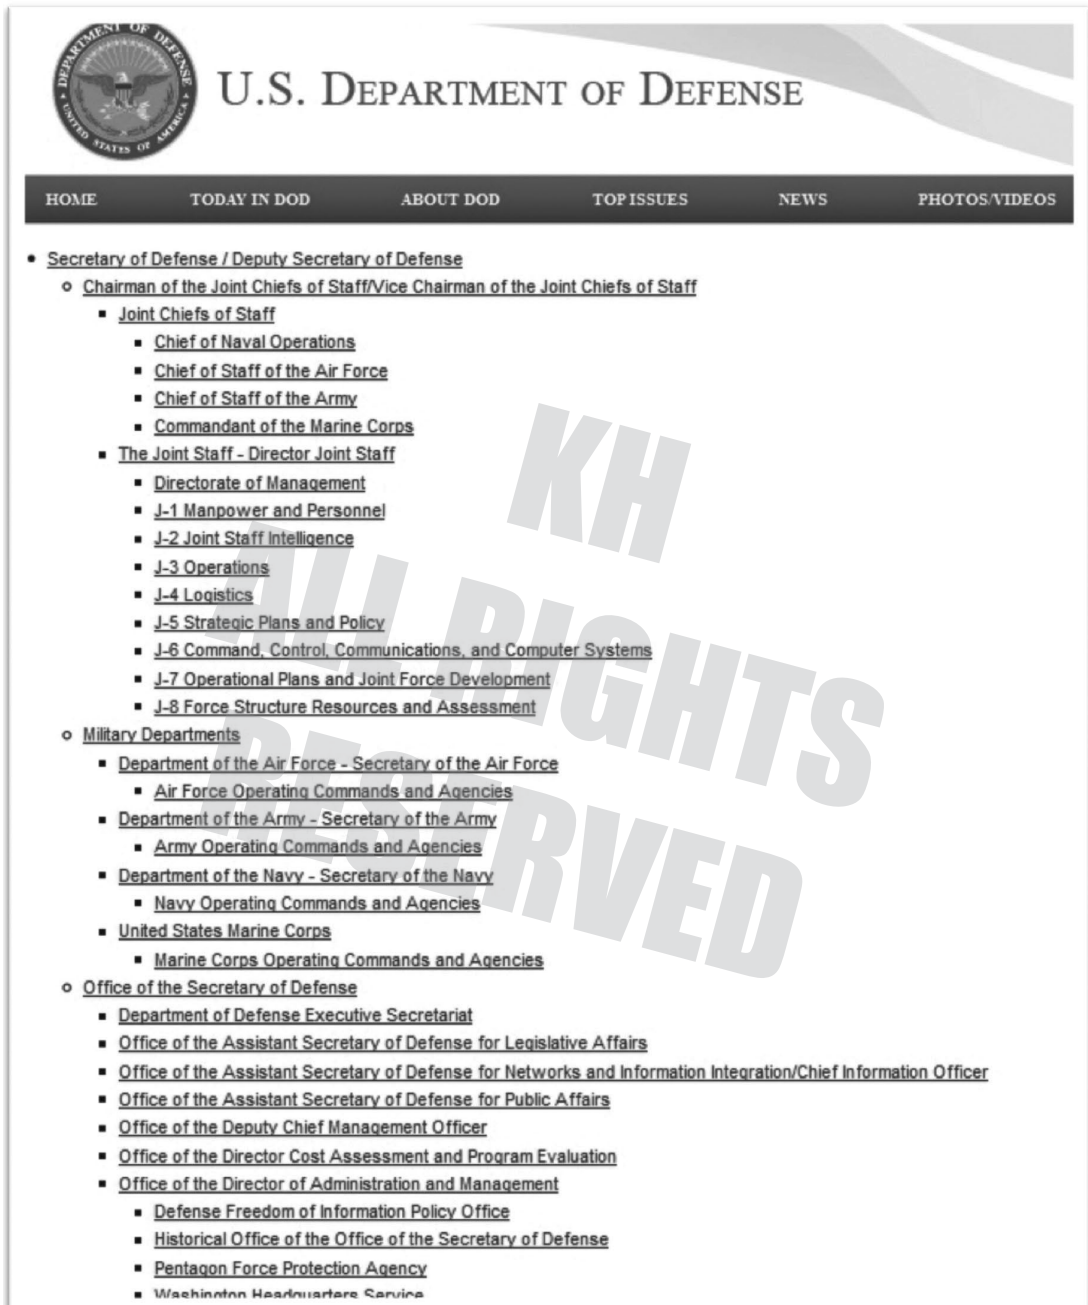 DEPARTMENT OF DEFENSE
UNITED STATES OF AMERICA
U.S. DEPARTMENT OF DEFENSE
HOME TODAY IN DOD ABOUT DOD TOP ISSUES NEWS PHOTOS/VIDEOS
Secretary of Defense / Deputy Secretary of Defense
Chairman of the Joint Chiefs of Staff/Vice Chairman of the Joint Chiefs of Staff
Joint Chiefs of Staff
Chief of Naval Operations
Chief of Staff of the Air Force
Chief of Staff of the Army
Commandant of the Marine Corps
The Joint Staff - Director Joint Staff
Directorate of Management
J-1 Manpower and Personnel
J-2 Joint Staff Intelligence
J-3 Operations
J-4 Logistics
J-5 Strategic Plans and Policy
J-6 Command, Control, Communications, and Computer Systems
J-7 Operational Plans and Joint Force Development
J-8 Force Structure Resources and Assessment
Military Departments
Department of the Air Force - Secretary of the Air Force
Air Force Operating Commands and Agencies
Department of the Army - Secretary of the Army
Army Operating Commands and Agencies
Department of the Navy - Secretary of the Navy
Navy Operating Commands and Agencies
United States Marine Corps
Marine Corps Operating Commands and Agencies
Office of the Secretary of Defense
Department of Defense Executive Secretariat
Office of the Assistant Secretary of Defense for Legislative Affairs
Office of the Assistant Secretary of Defense for Networks and Information Integration/Chief Information Officer
Office of the Assistant Secretary of Defense for Public Affairs
Office of the Deputy Chief Management Officer
Office of the Director Cost Assessment and Program Evaluation
Office of the Director of Administration and Management
Defense Freedom of Information Policy Office
Historical Office of the Office of the Secretary of Defense
Pentagon Force Protection Agency
Washington Headquarters Service
KH
ALL RIGHTS
RESERVED